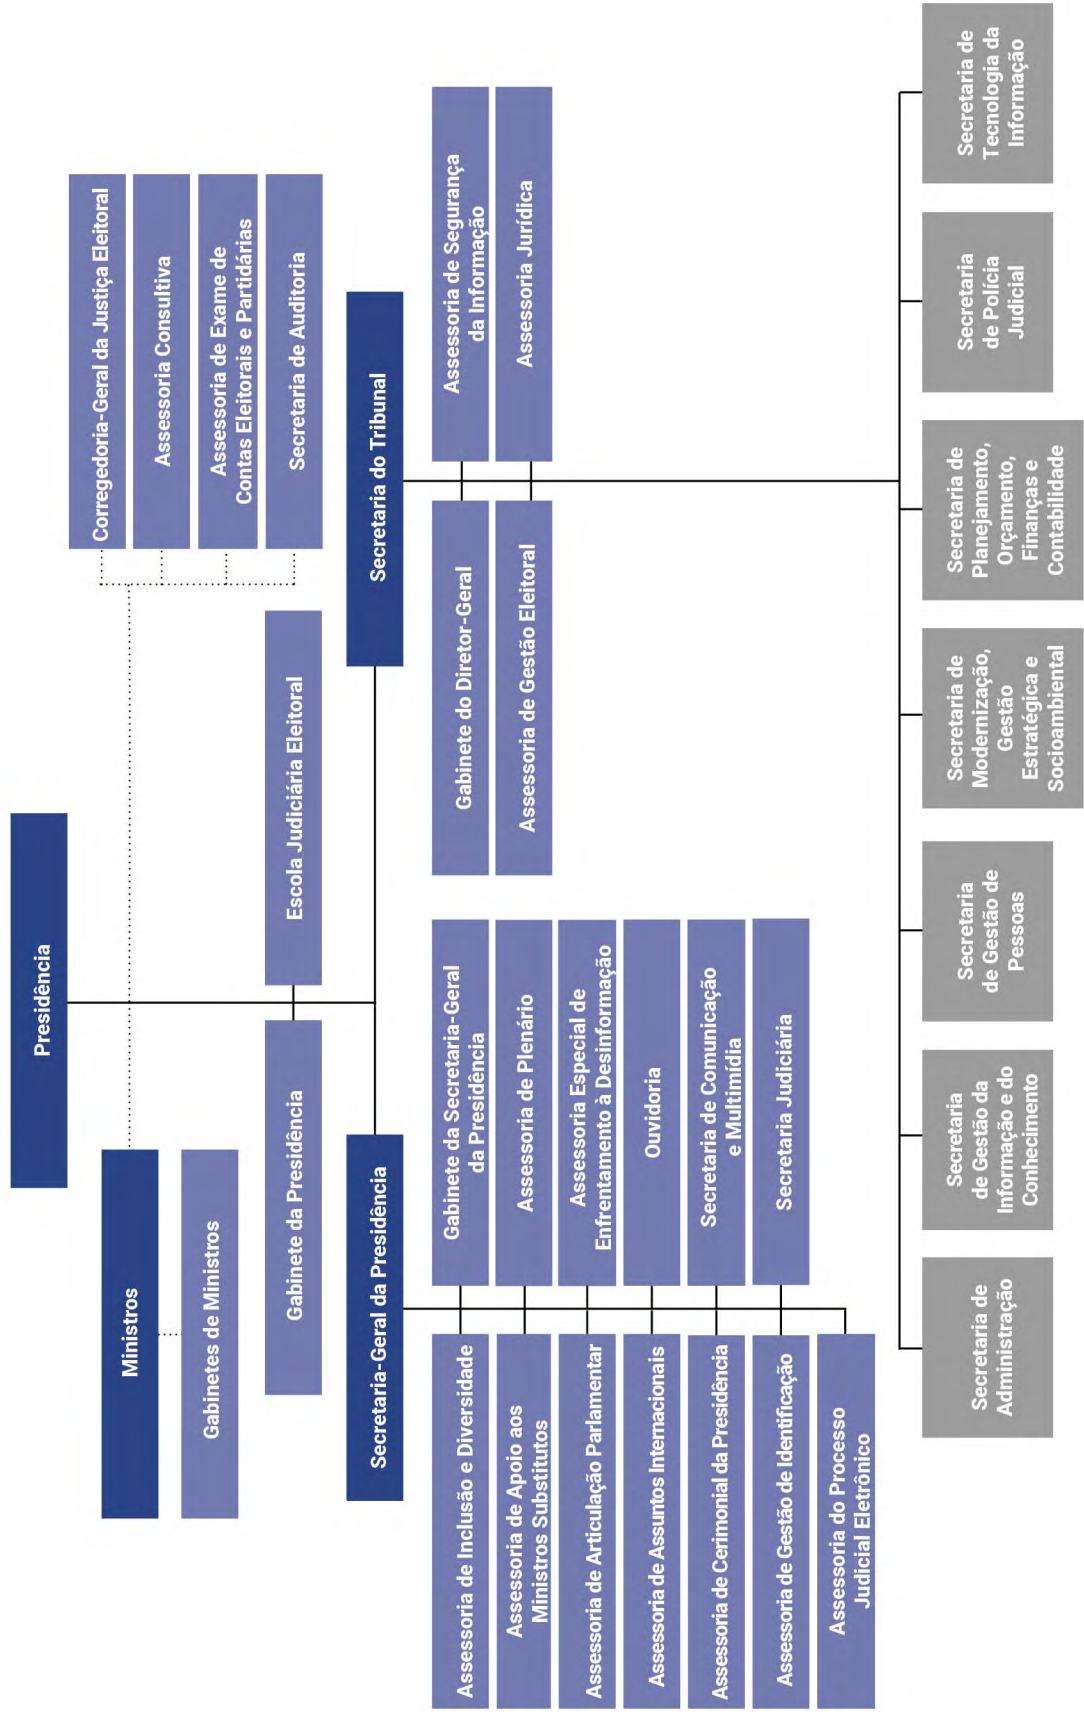 Presidência
Ministros
Gabinetes de Ministros
Corregedoria-Geral da Justiça Eleitoral
Assessoria Consultiva
Assessoria de Exame de
Contas Eleitorais e Partidárias
Secretaria de Auditoria
Gabinete da Presidência
Escola Judiciária Eleitoral
Secretaria-Geral da Presidência
Secretaria do Tribunal
Assessoria de Inclusão e Diversidade
Assessoria de Apoio aos
Ministros Substitutos
Assessoria de Articulação Parlamentar
Assessoria de Assuntos Internacionais
Assessoria de Cerimonial da Presidência
Assessoria de Gestão de Identificação
Assessoria do Processo
Judicial Eletrônico
Gabinete da Secretaria-Geral
da Presidência
Assessoria de Plenário
Assessoria Especial de
Enfrentamento à Desinformação
Ouvidoria
Secretaria de Comunicação
e Multimídia
Secretaria Judiciária
Gabinete do Diretor-Geral
Assessoria de Gestão Eleitoral
Assessoria de Segurança
da Informação
Assessoria Jurídica
Secretaria de
Administração
Secretaria
de Gestão da
Informação e do
Conhecimento
Secretaria
de Gestão de
Pessoas
Secretaria de
Modernização,
Gestão
Estratégica e
Socioambiental
Secretaria de
Planejamento,
Orçamento,
Finanças e
Contabilidade
Secretaria
de Polícia
Judicial
Secretaria de
Tecnologia da
Informação